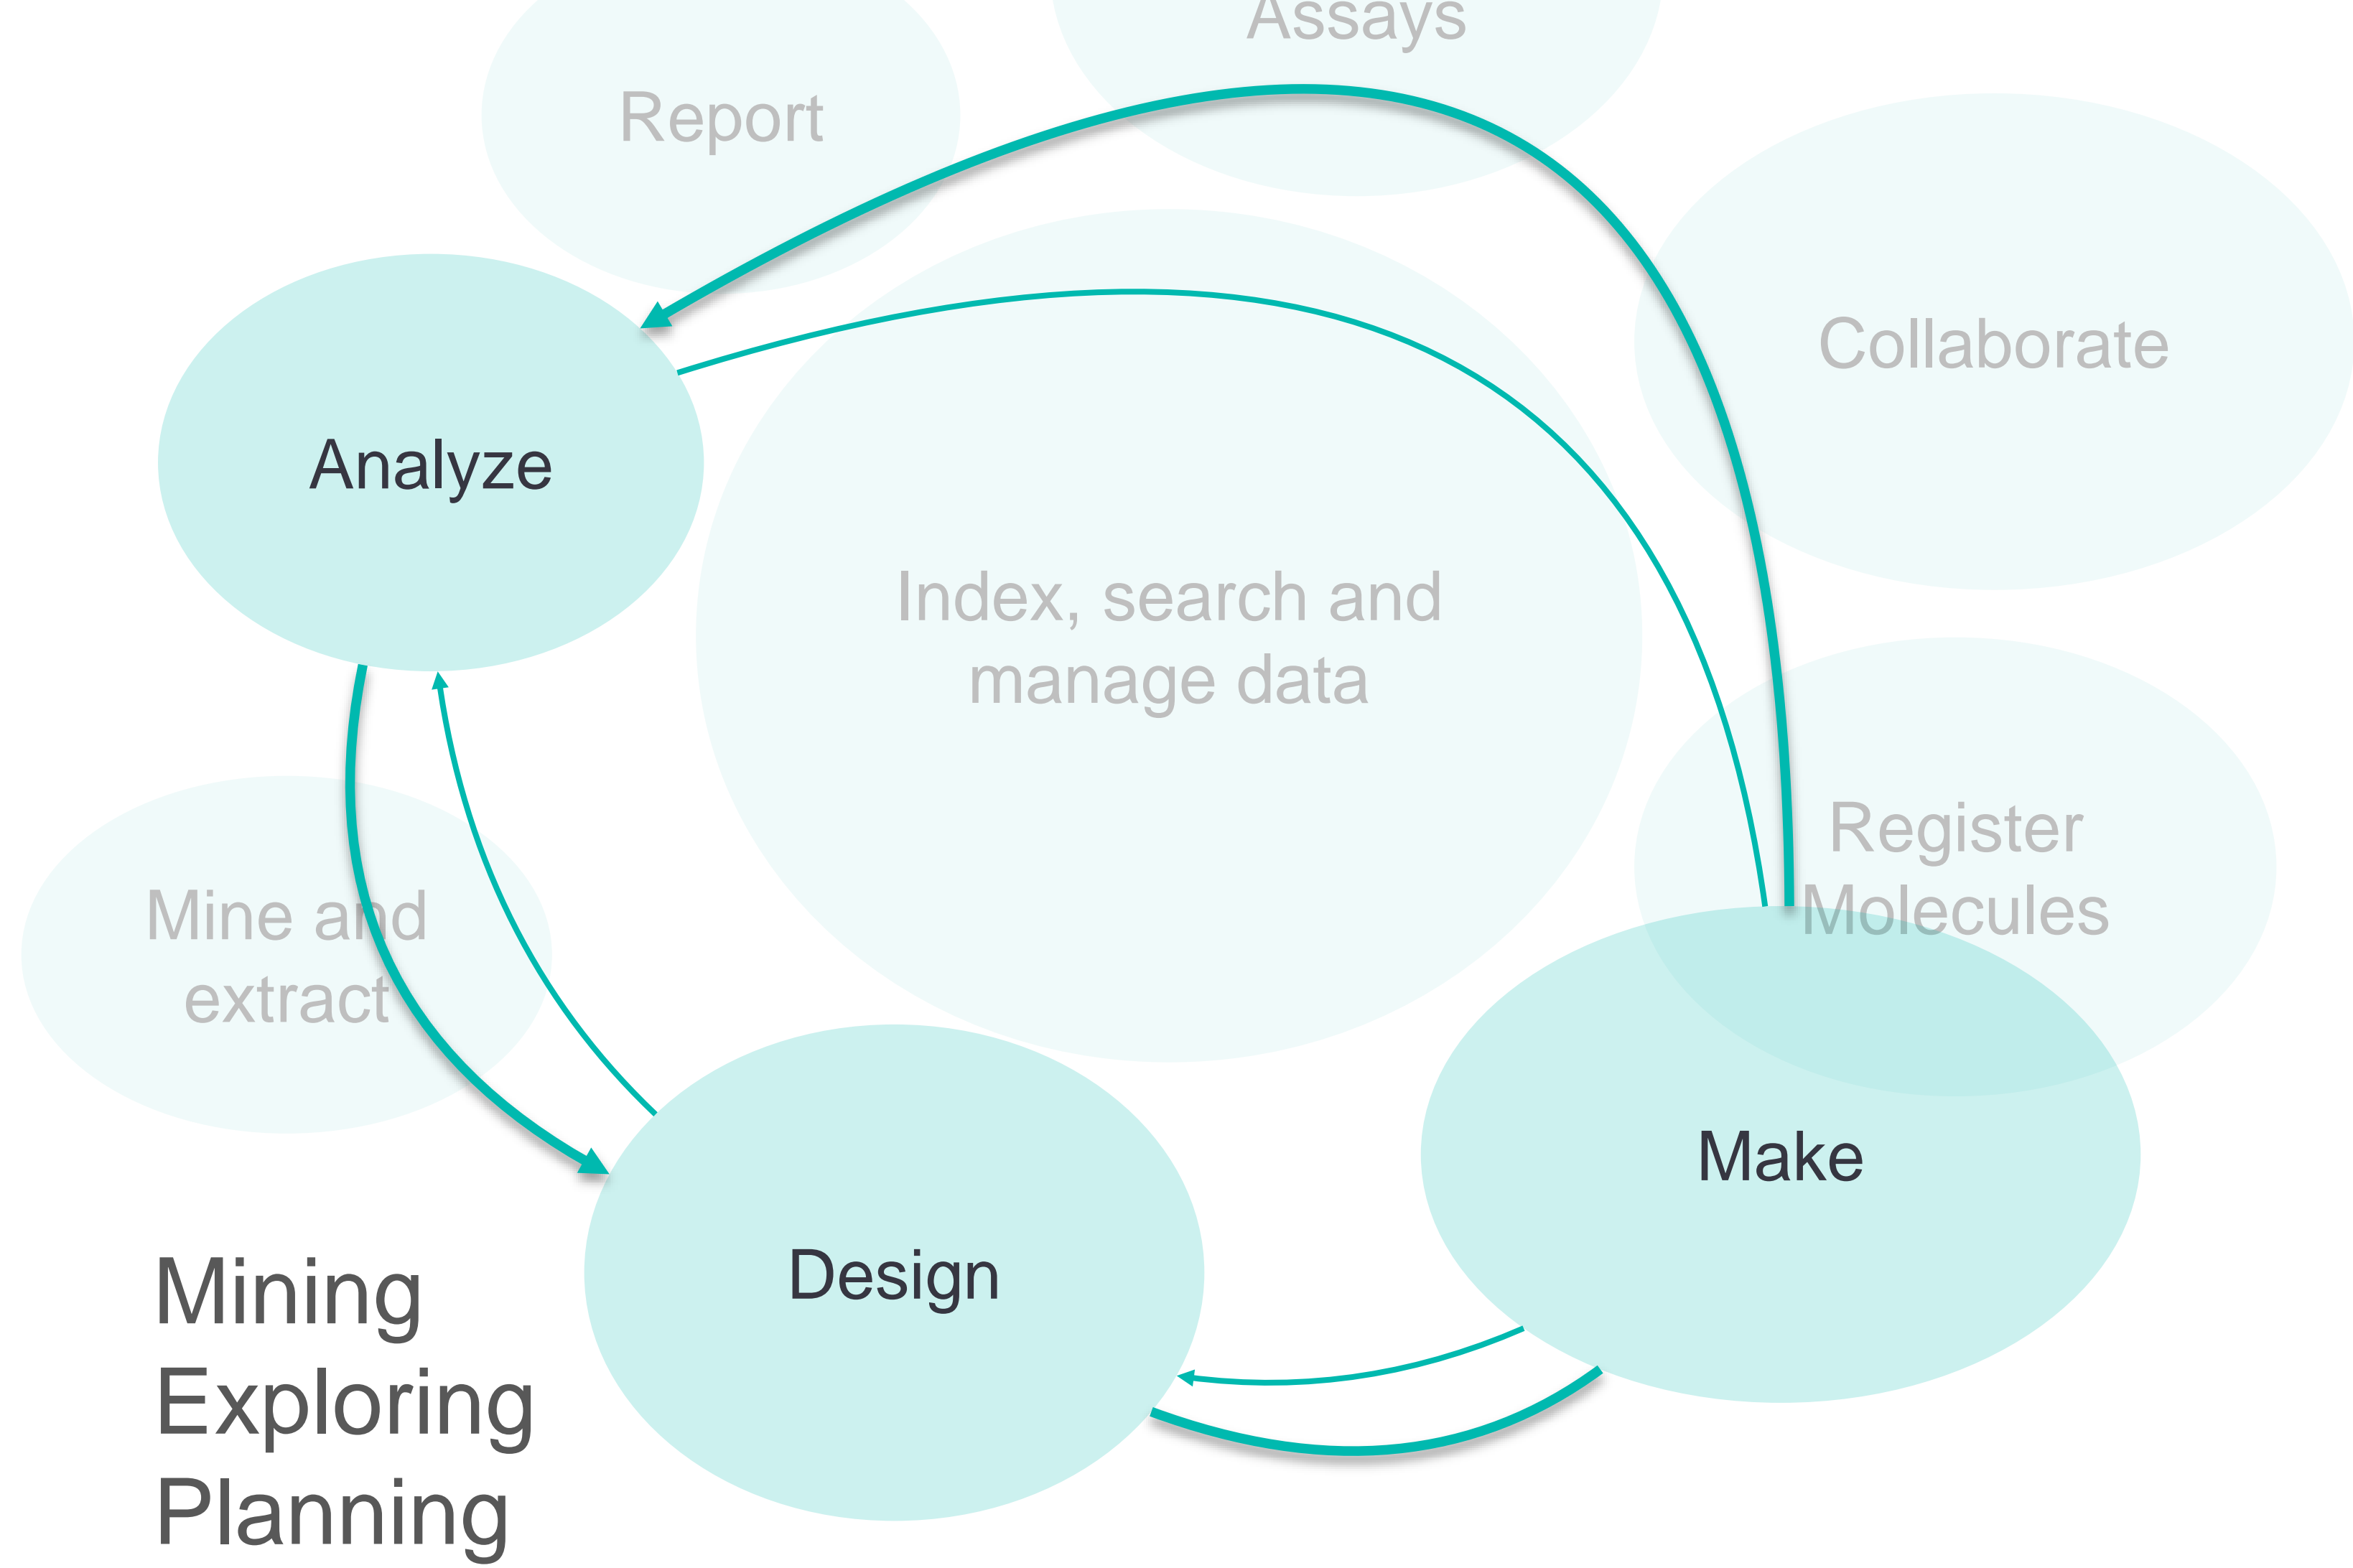 Assays
Report
Collaborate
Analyze
Index, search and
manage data
Register
Molecules
Mine and
extract
Make
Design
Mining
Exploring
Planning